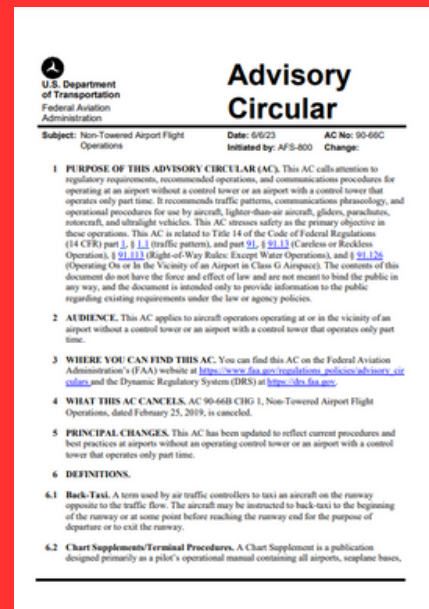 U.S. Department
of Transportation
Federal Aviation
Administration
Advisory
Circular
Subject: Non-Towered Airport Flight
Operations
Date: 6/6/23
Initiated by: AFS-800
AC No: 90-66C
Change:
1 PURPOSE OF THIS ADVISORY CIRCULAR (AC). This AC calls attention to
regulatory requirements, recommended operations, and communications procedures for
operating at an airport without a control tower or an airport with a control tower that
operates only part time. It recommends traffic patterns, communications phraseology, and
operational procedures for use by aircraft, lighter-than-air aircraft, gliders, parachutes,
rotorcraft, and ultralight vehicles. This AC stresses safety as the primary objective in
these operations. This AC is related to Title 14 of the Code of Federal Regulations
(14 CFR) part 1, § 1.1 (traffic pattern), and part 91, § 91.13 (Careless or Reckless
Operation), § 91.113 (Right-of-Way Rules: Except Water Operations), and § 91.126
(Operating On or In the Vicinity of an Airport in Class G Airspace). The contents of this
document do not have the force and effect of law and are not meant to bind the public in
any way, and the document is intended only to provide information to the public
regarding existing requirements under the law or agency policies.
2 AUDIENCE. This AC applies to aircraft operators operating at or in the vicinity of an
airport without a control tower or an airport with a control tower that operates only part
time.
3 WHERE YOU CAN FIND THIS AC. You can find this AC on the Federal Aviation
Administration's (FAA) website at https://www.faa.gov/regulations_policies/advisory_cir
culars and the Dynamic Regulatory System (DRS) at https://drs.faa.gov.
4 WHAT THIS AC CANCELS. AC 90-66B CHG 1, Non-Towered Airport Flight
Operations, dated February 25, 2019, is canceled.
5 PRINCIPAL CHANGES. This AC has been updated to reflect current procedures and
best practices at airports without an operating control tower or an airport with a control
tower that operates only part time.
6 DEFINITIONS.
6.1 Back-Taxi. A term used by air traffic controllers to taxi an aircraft on the runway
opposite to the traffic flow. The aircraft may be instructed to back-taxi to the beginning
of the runway or at some point before reaching the runway end for the purpose of
departure or to exit the runway.
6.2 Chart Supplements/Terminal Procedures. A Chart Supplement is a publication
designed primarily as a pilot's operational manual containing all airports, seaplane bases,